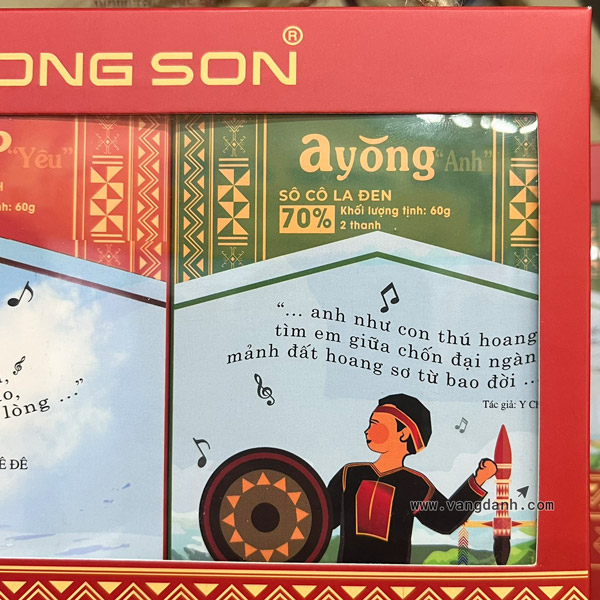 ONG SON®
"Yêu"
nh: 60g
lòng ..."
Ê ĐÊ
ayŏng "Anh"
SÔ CÔ LA ĐEN
70% Khối lượng tịnh: 60g
2 thanh
"... anh như con thú hoang
tìm em giữa chốn đại ngàn
mảnh đất hoang sơ từ bao đời ...
Tác giả: Y
www.vangdanh.com